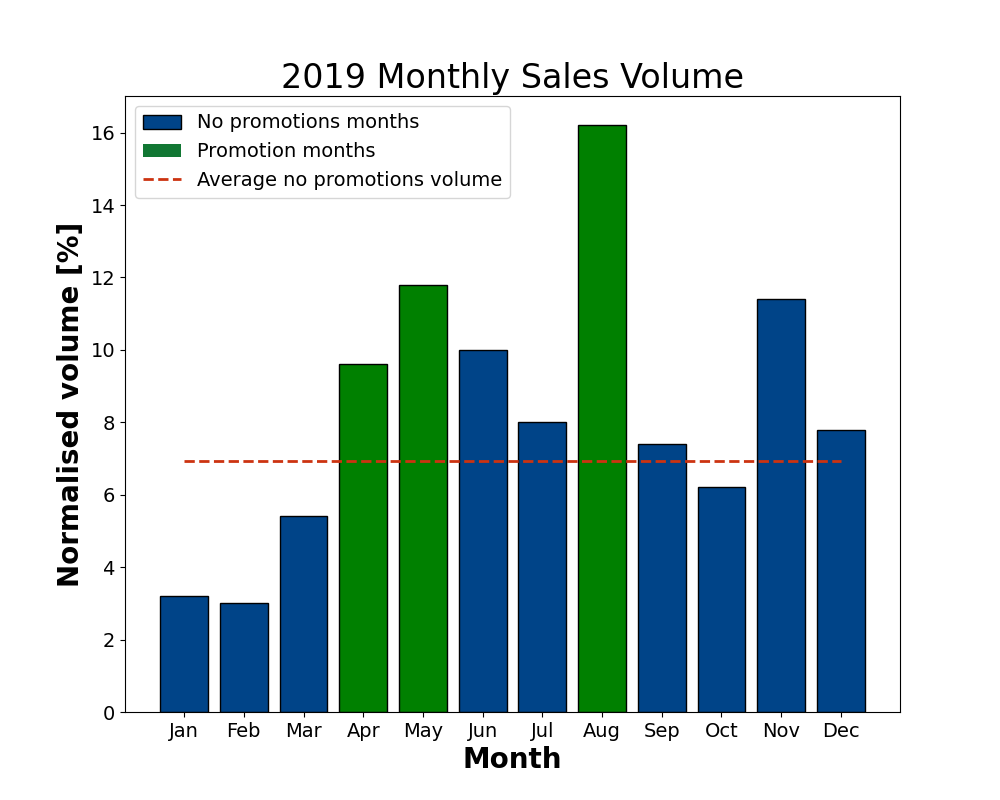 2019 Monthly Sales Volume
No promotions months
Promotion months
Average no promotions volume
Normalised volume [%]
16
14
12
10
8
6
4
2
0
Jan Feb Mar Apr May Jun Jul Aug Sep Oct Nov Dec
Month